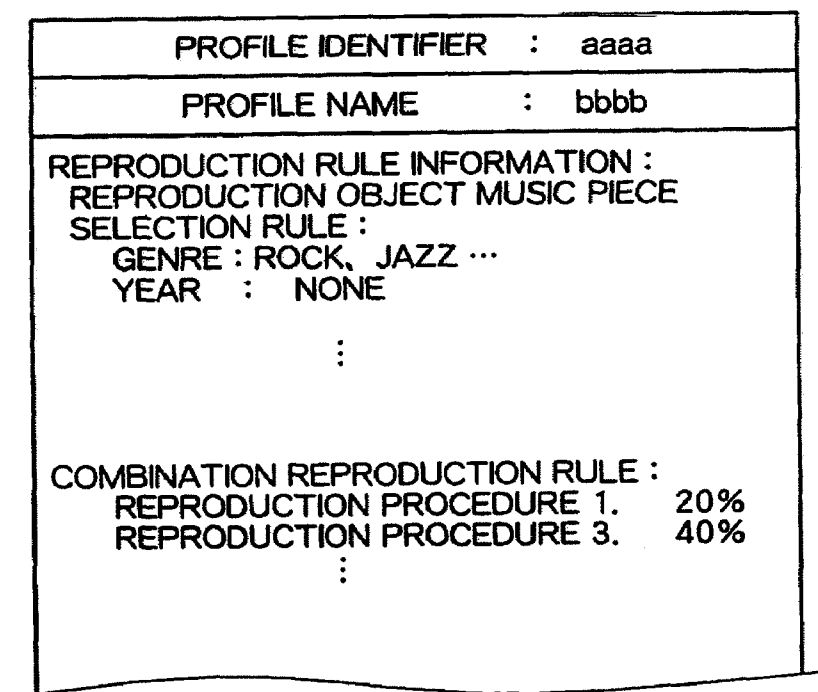 PROFILE IDENTIFIER : aaaa
PROFILE NAME : bbbb
REPRODUCTION RULE INFORMATION :
REPRODUCTION OBJECT MUSIC PIECE
SELECTION RULE :
GENRE : ROCK、JAZZ ⋯
YEAR : NONE
⋮
COMBINATION REPRODUCTION RULE :
REPRODUCTION PROCEDURE 1. 20%
REPRODUCTION PROCEDURE 3. 40%
⋮